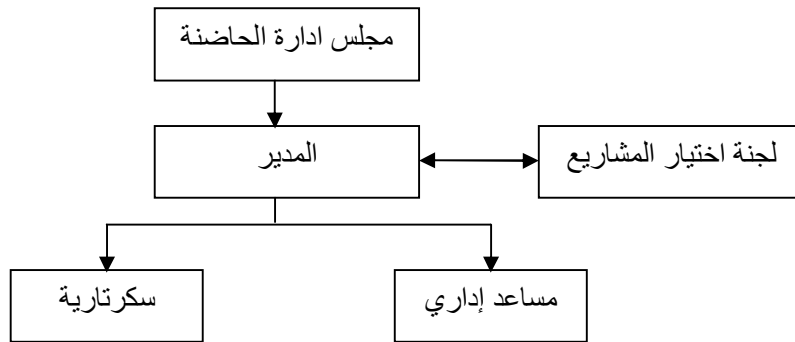 مجلس ادارة الحاضنة
المدير
لجنة اختيار المشاريع
مساعد إداري
سكرتارية